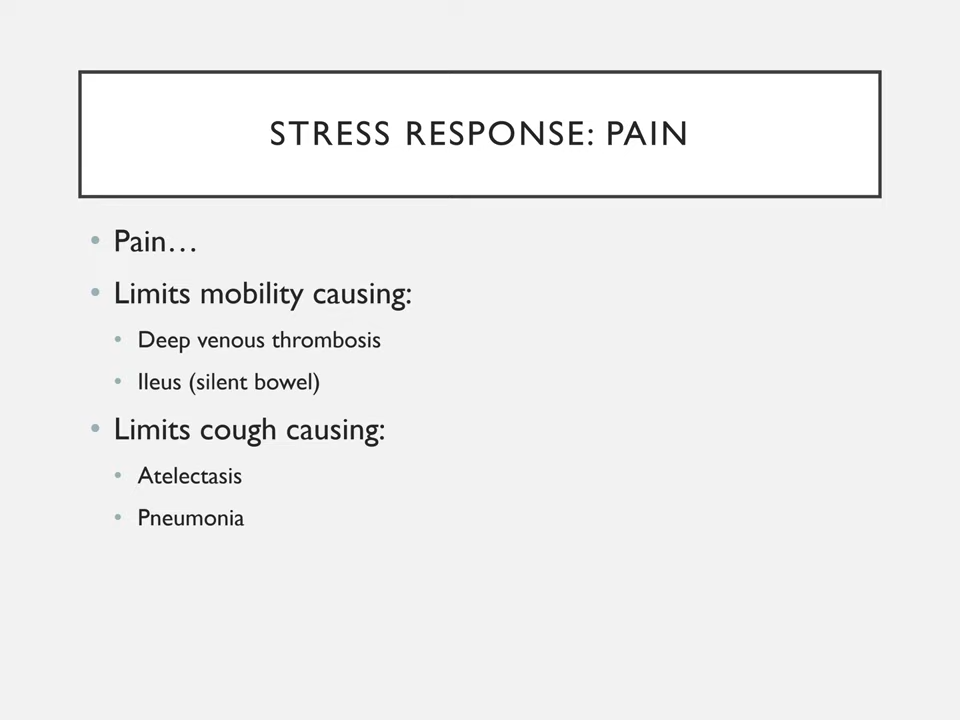 STRESS RESPONSE: PAIN
• Pain…
• Limits mobility causing:
• Deep venous thrombosis
• Ileus (silent bowel)
• Limits cough causing:
• Atelectasis
• Pneumonia